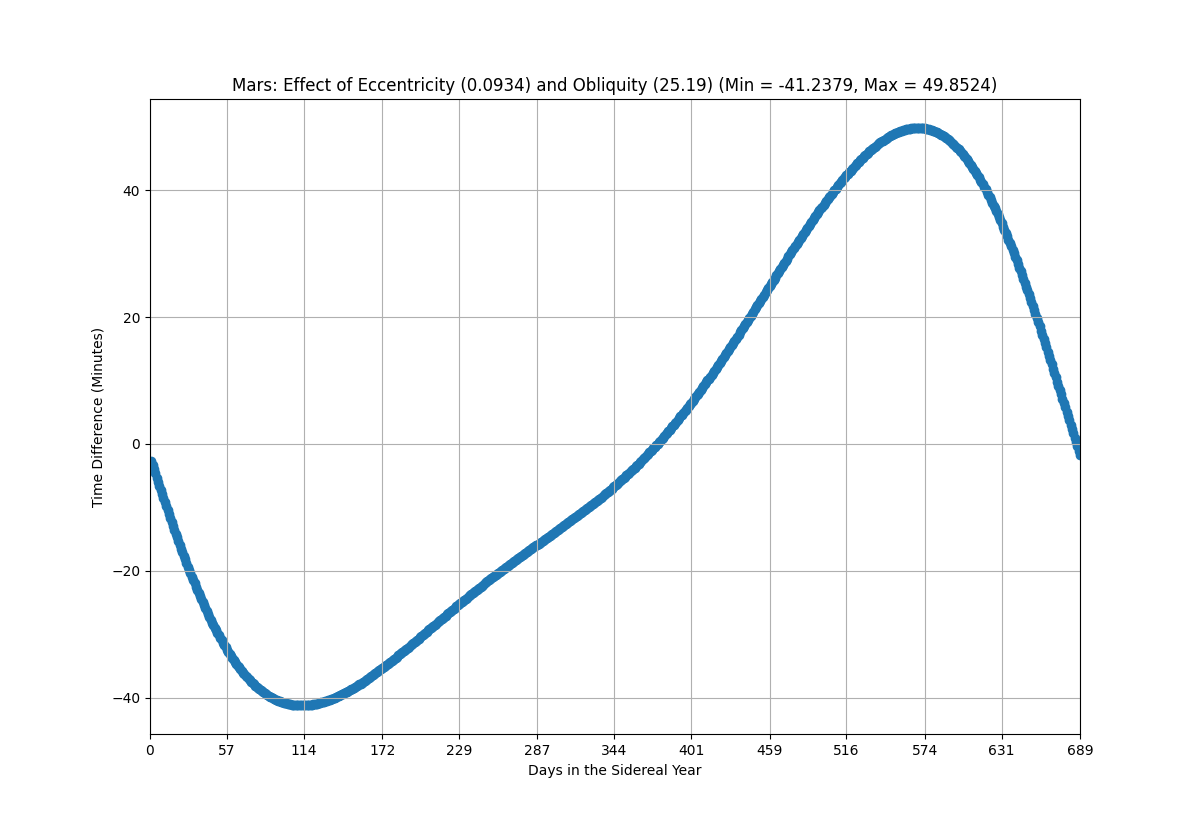 Mars: Effect of Eccentricity (0.0934) and Obliquity (25.19) (Min = -41.2379, Max = 49.8524)
Time Difference (Minutes)
40
20
0
−20
−40
0 57 114 172 229 287 344 401 459 516 574 631 689
Days in the Sidereal Year